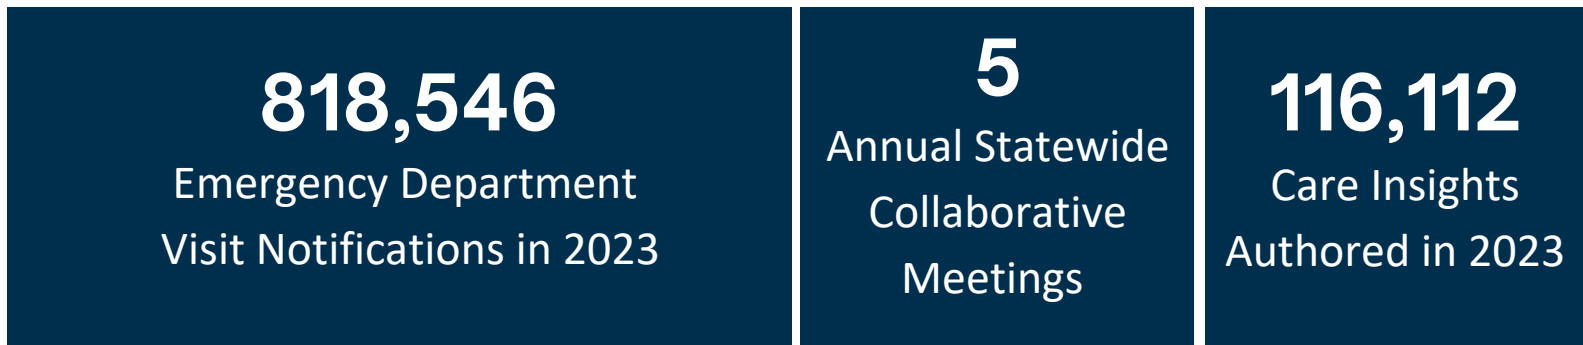 818,546
Emergency Department
Visit Notifications in 2023
5
Annual Statewide
Collaborative
Meetings
116,112
Care Insights
Authored in 2023